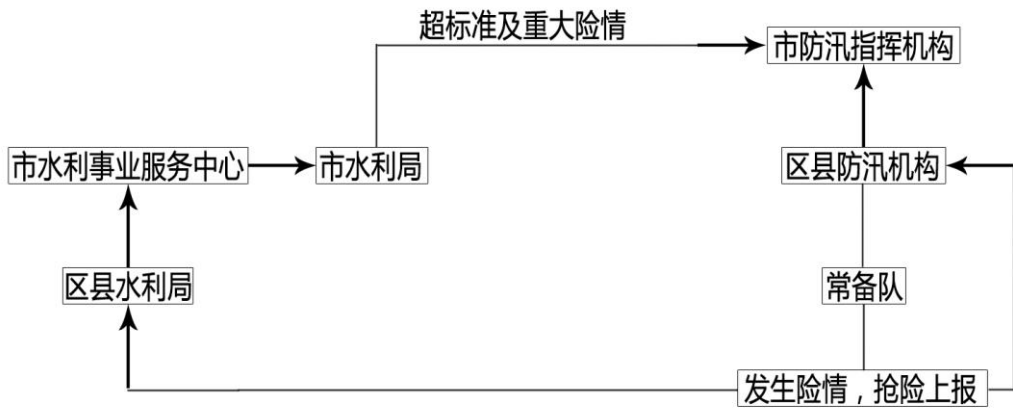 超标准及重大险情
市防汛指挥机构
市水利事业服务中心
市水利局
区县防汛机构
区县水利局
常备队
发生险情，抢险上报